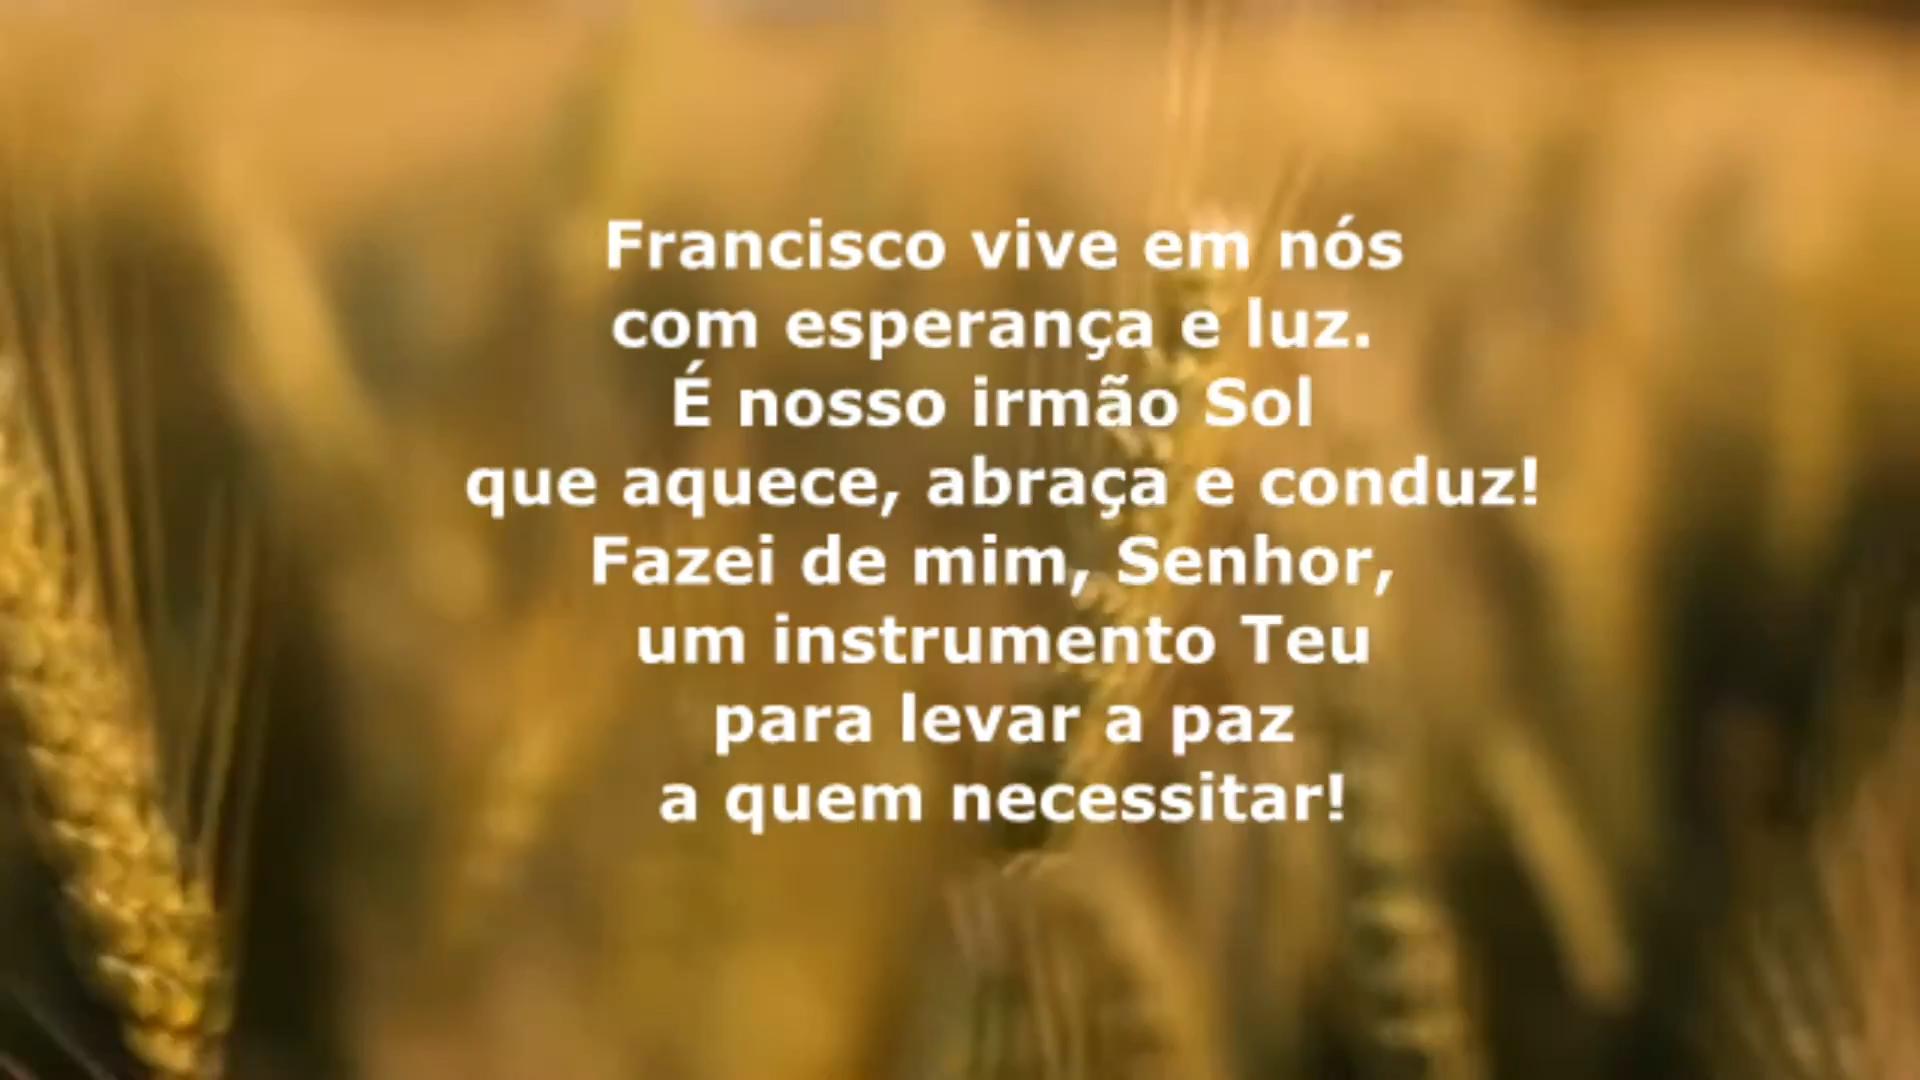 Francisco vive em nós
com esperança e luz.
É nosso irmão Sol
que aquece, abraça e conduz!
Fazei de mim, Senhor,
um instrumento Teu
para levar a paz
a quem necessitar!